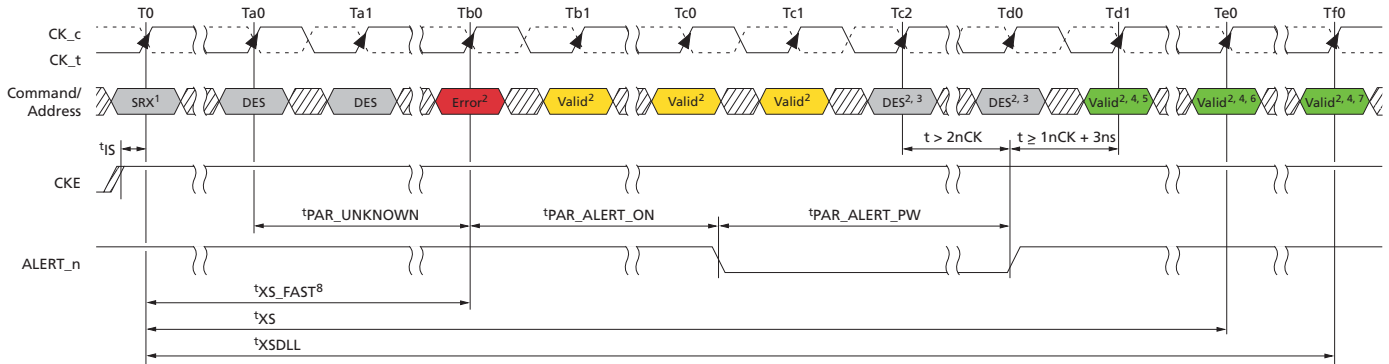 T0 Ta0 Ta1 Tb0 Tb1 Tc0 Tc1 Tc2 Td0 Td1 Te0 Tf0
CK_c
CK_t
Command/
Address
SRX1 DES DES Error2 Valid2 Valid2 Valid2 DES2, 3 DES2, 3 Valid2, 4, 5 Valid2, 4, 6 Valid2, 4, 7
tIS
t > 2nCK t ≥ 1nCK + 3ns
CKE
tPAR_UNKNOWN tPAR_ALERT_ON tPAR_ALERT_PW
ALERT_n
tXS_FAST8
tXS
tXSDLL